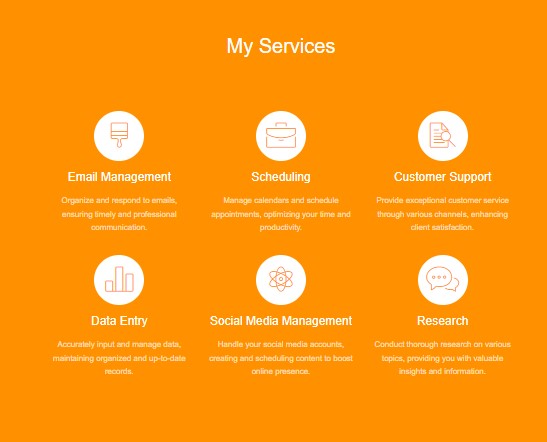 My Services
Email Management
Organize and respond to emails,
ensuring timely and professional
communication.
Scheduling
Manage calendars and schedule
appointments, optimizing your time and
productivity.
Customer Support
Provide exceptional customer service
through various channels, enhancing
client satisfaction.
Data Entry
Accurately input and manage data,
maintaining organized and up-to-date
records.
Social Media Management
Handle your social media accounts,
creating and scheduling content to boost
online presence.
Research
Conduct thorough research on various
topics, providing you with valuable
insights and information.